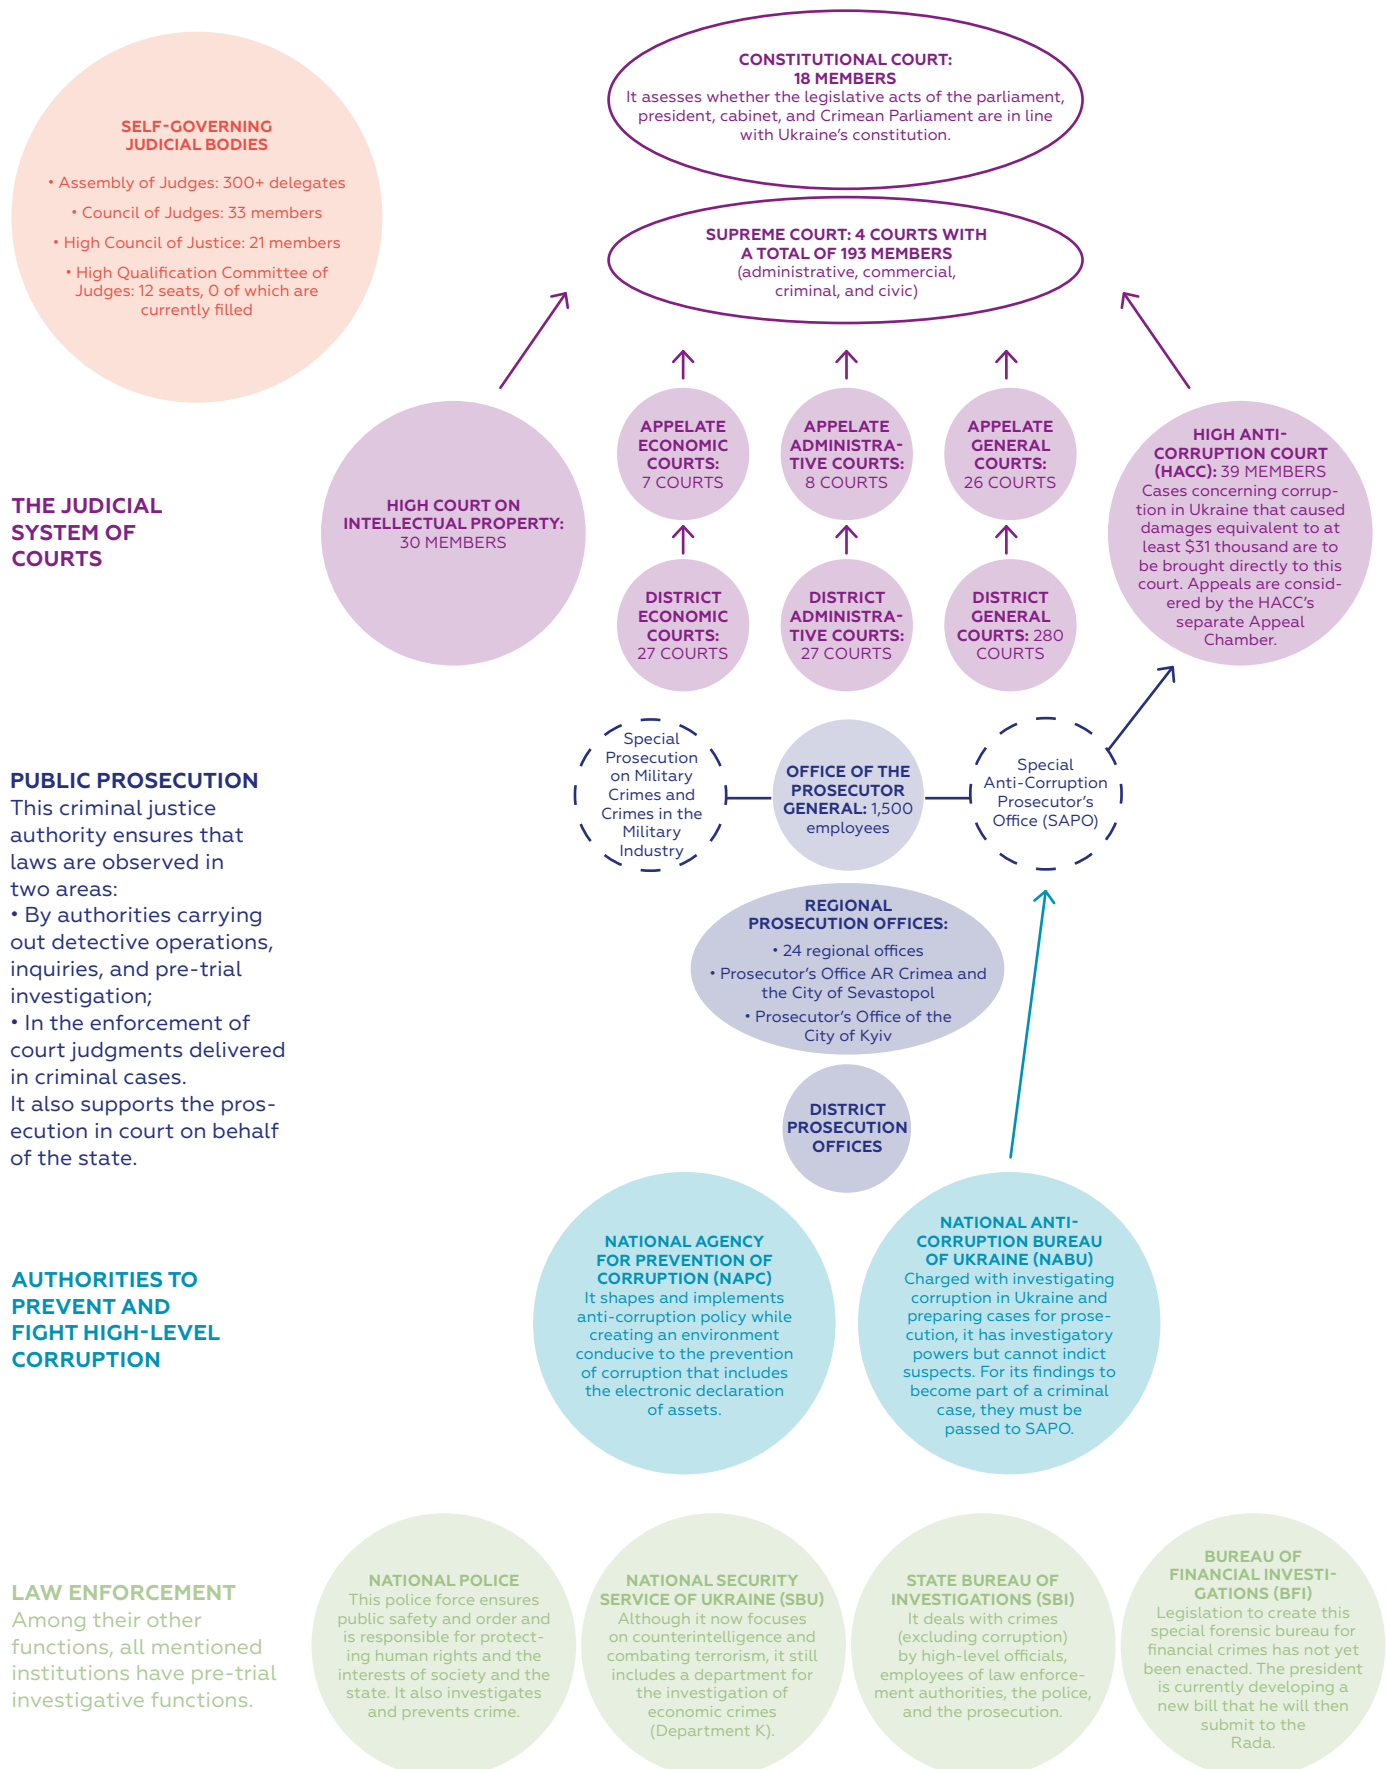 CONSTITUTIONAL COURT:
18 MEMBERS
It asesses whether the legislative acts of the parliament,
president, cabinet, and Crimean Parliament are in line
with Ukraine’s constitution.
SELF-GOVERNING
JUDICIAL BODIES
• Assembly of Judges: 300+ delegates
• Council of Judges: 33 members
• High Council of Justice: 21 members
• High Qualification Committee of
Judges: 12 seats, 0 of which are
currently filled
SUPREME COURT: 4 COURTS WITH
A TOTAL OF 193 MEMBERS
(administrative, commercial,
criminal, and civic)
THE JUDICIAL
SYSTEM OF
COURTS
HIGH COURT ON
INTELLECTUAL PROPERTY:
30 MEMBERS
APPELATE
ECONOMIC
COURTS:
7 COURTS
APPELATE
ADMINISTRA-
TIVE COURTS:
8 COURTS
APPELATE
GENERAL
COURTS:
26 COURTS
HIGH ANTI-
CORRUPTION COURT
(HACC): 39 MEMBERS
Cases concerning corrup-
tion in Ukraine that caused
damages equivalent to at
least $31 thousand are to
be brought directly to this
court. Appeals are consid-
ered by the HACC’s
separate Appeal
Chamber.
DISTRICT
ECONOMIC
COURTS:
27 COURTS
DISTRICT
ADMINISTRA-
TIVE COURTS:
27 COURTS
DISTRICT
GENERAL
COURTS: 280
COURTS
PUBLIC PROSECUTION
This criminal justice
authority ensures that
laws are observed in
two areas:
• By authorities carrying
out detective operations,
inquiries, and pre-trial
investigation;
• In the enforcement of
court judgments delivered
in criminal cases.
It also supports the pros-
ecution in court on behalf
of the state.
Special
Prosecution
on Military
Crimes and
Crimes in the
Military
Industry
OFFICE OF THE
PROSECUTOR
GENERAL: 1,500
employees
Special
Anti-Corruption
Prosecutor’s
Office (SAPO)
REGIONAL
PROSECUTION OFFICES:
• 24 regional offices
• Prosecutor’s Office AR Crimea and
the City of Sevastopol
• Prosecutor’s Office of the
City of Kyiv
DISTRICT
PROSECUTION
OFFICES
AUTHORITIES TO
PREVENT AND
FIGHT HIGH-LEVEL
CORRUPTION
NATIONAL AGENCY
FOR PREVENTION OF
CORRUPTION (NAPC)
It shapes and implements
anti-corruption policy while
creating an environment
conducive to the prevention
of corruption that includes
the electronic declaration
of assets.
NATIONAL ANTI-
CORRUPTION BUREAU
OF UKRAINE (NABU)
Charged with investigating
corruption in Ukraine and
preparing cases for prose-
cution, it has investigatory
powers but cannot indict
suspects. For its findings to
become part of a criminal
case, they must be
passed to SAPO.
LAW ENFORCEMENT
Among their other
functions, all mentioned
institutions have pre-trial
investigative functions.
NATIONAL POLICE
This police force ensures
public safety and order and
is responsible for protect-
ing human rights and the
interests of society and the
state. It also investigates
and prevents crime.
NATIONAL SECURITY
SERVICE OF UKRAINE (SBU)
Although it now focuses
on counterintelligence and
combating terrorism, it still
includes a department for
the investigation of
economic crimes
(Department K).
STATE BUREAU OF
INVESTIGATIONS (SBI)
It deals with crimes
(excluding corruption)
by high-level officials,
employees of law enforce-
ment authorities, the police,
and the prosecution.
BUREAU OF
FINANCIAL INVESTI-
GATIONS (BFI)
Legislation to create this
special forensic bureau for
financial crimes has not yet
been enacted. The president
is currently developing a
new bill that he will then
submit to the
Rada.